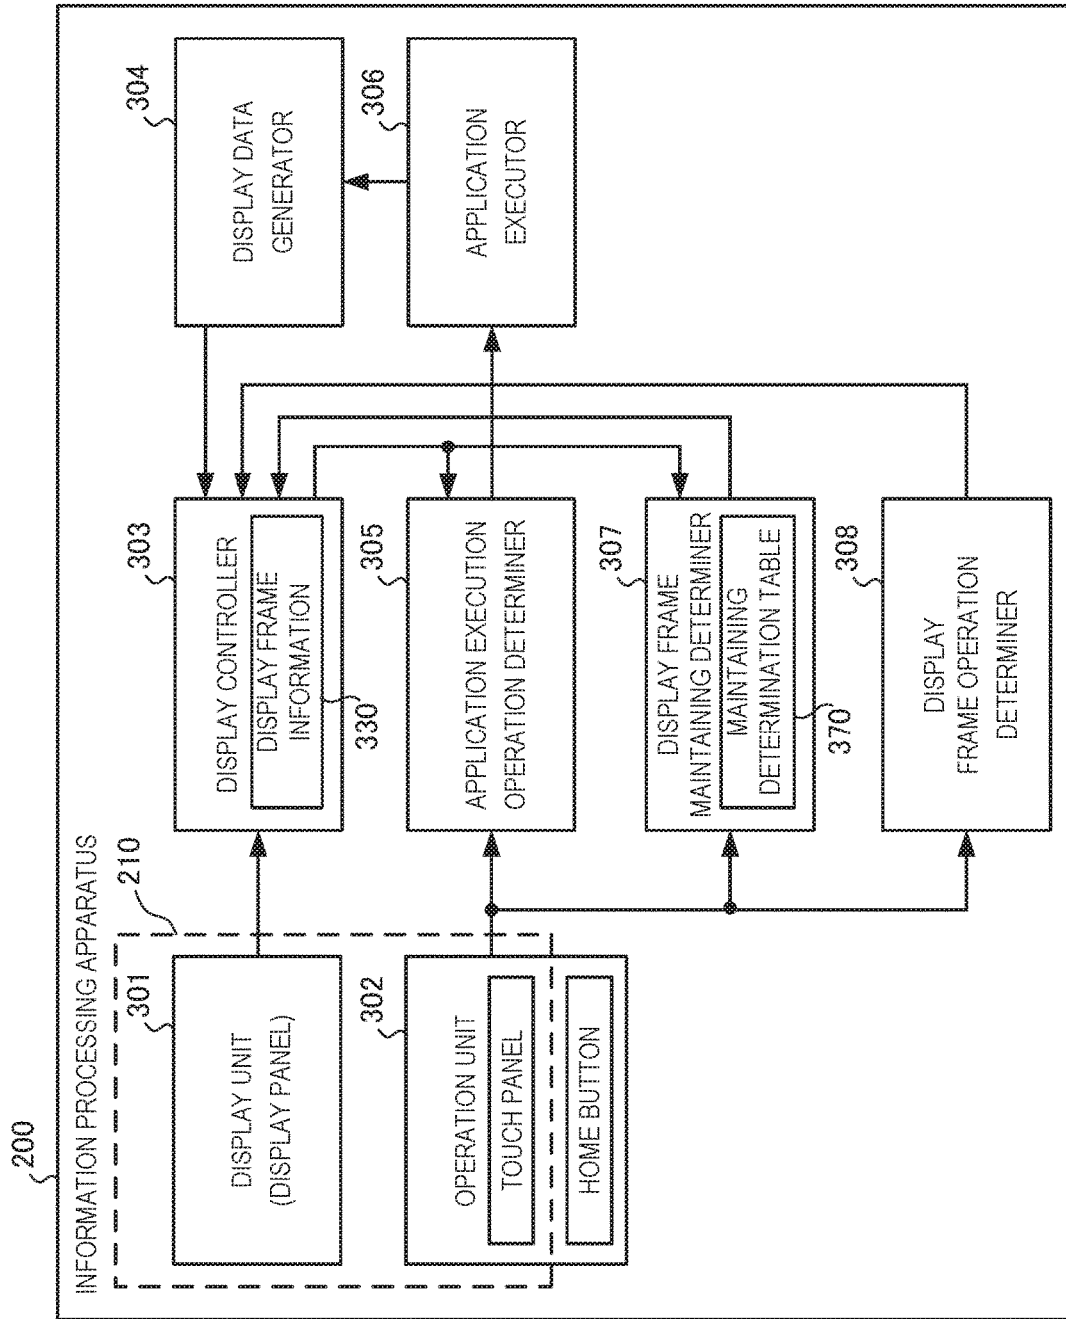 200
INFORMATION PROCESSING APPARATUS
210
301
DISPLAY UNIT
(DISPLAY PANEL)
302
OPERATION UNIT
TOUCH PANEL
HOME BUTTON
303
DISPLAY CONTROLLER
DISPLAY FRAME
INFORMATION
330
305
APPLICATION EXECUTION
OPERATION DETERMINER
307
DISPLAY FRAME
MAINTAINING DETERMINER
MAINTAINING
DETERMINATION TABLE
370
308
DISPLAY
FRAME OPERATION
DETERMINER
304
DISPLAY DATA
GENERATOR
306
APPLICATION
EXECUTOR